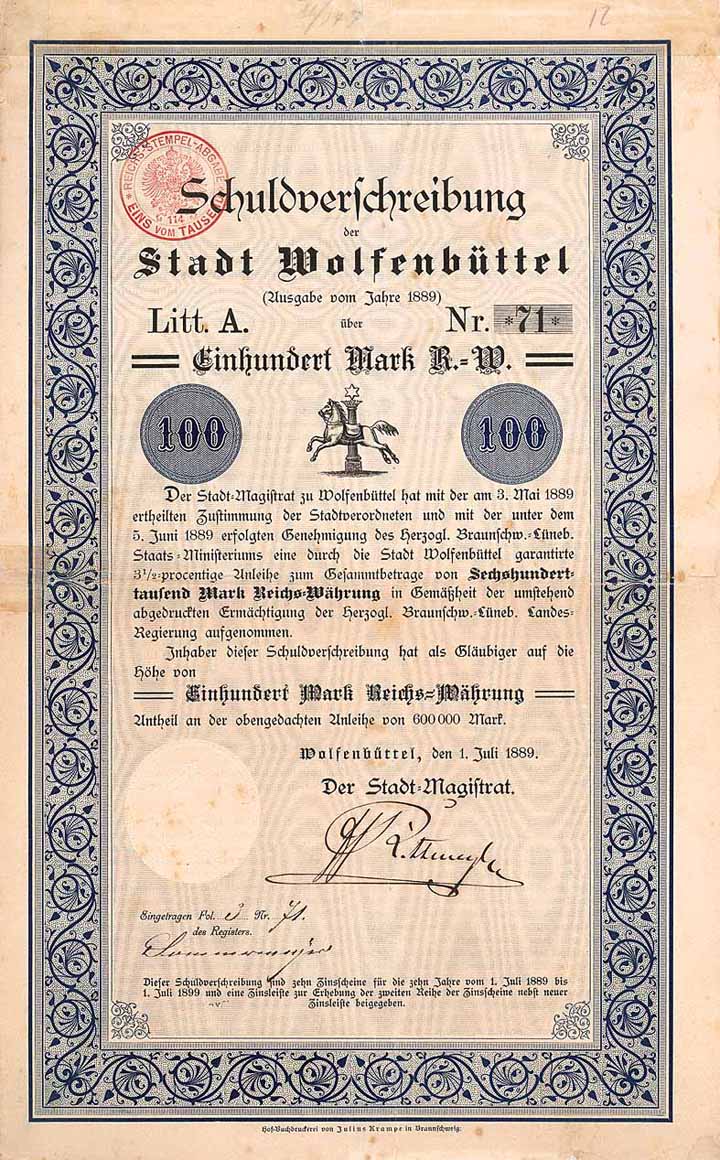 12
REICHS-STEMPEL-ABGABE
114
EINS VOM TAUSEND
Schuldverschreibung
der
Stadt Wolfenbüttel
(Ausgabe vom Jahre 1889)
Litt. A. über Nr. *71*
Einhundert Mark R.=W.
100 100
Der Stadt=Magistrat zu Wolfenbüttel hat mit der am 3. Mai 1889
ertheilten Zustimmung der Stadtverordneten und mit der unter dem
5. Juni 1889 erfolgten Genehmigung des Herzogl. Braunschw.=Lüneb.
Staats=Ministeriums eine durch die Stadt Wolfenbüttel garantirte
3½=procentige Anleihe zum Gesammtbetrage von Sechshundert=
tausend Mark Reichs=Währung in Gemäßheit der umstehend
abgedruckten Ermächtigung der Herzogl. Braunschw.=Lüneb. Landes=
Regierung aufgenommen.
Inhaber dieser Schuldverschreibung hat als Gläubiger auf die
Höhe von
Einhundert Mark Reichs=Währung
Antheil an der obengedachten Anleihe von 600 000 Mark.
Wolfenbüttel, den 1. Juli 1889.
Der Stadt=Magistrat.
Eingetragen Fol. 3 Nr. 71.
des Registers.
Dieser Schuldverschreibung sind zehn Zinsscheine für die zehn Jahre vom 1. Juli 1889 bis
1. Juli 1899 und eine Zinsleiste zur Erhebung der zweiten Reihe der Zinsscheine nebst neuer
Zinsleiste beigegeben.
Hof=Buchdruckerei von Julius Krampe in Braunschweig.